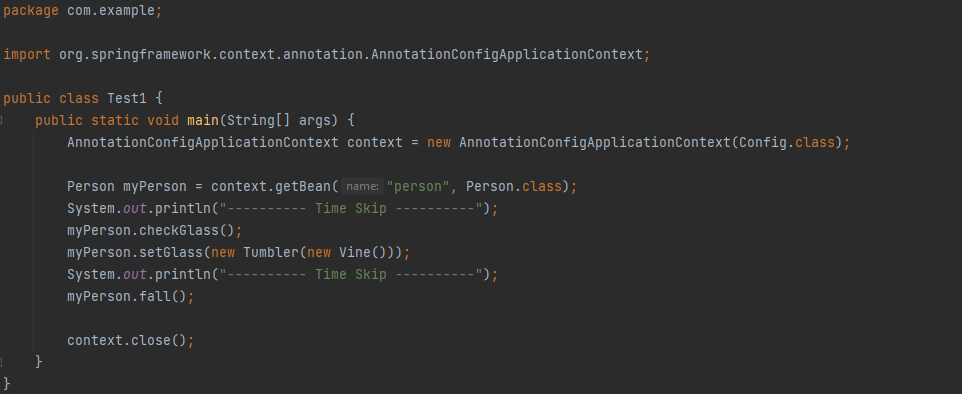 package com.example;
import org.springframework.context.annotation.AnnotationConfigApplicationContext;
public class Test1 {
public static void main(String[] args) {
AnnotationConfigApplicationContext context = new AnnotationConfigApplicationContext(Config.class);
Person myPerson = context.getBean( name: "person", Person.class);
System.out.println("---------- Time Skip ----------");
myPerson.checkGlass();
myPerson.setGlass(new Tumbler(new Vine()));
System.out.println("---------- Time Skip ----------");
myPerson.fall();
context.close();
}
}